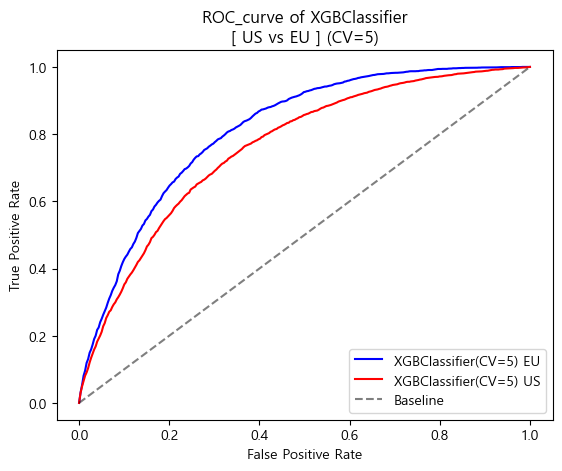 ROC_curve of XGBClassifier
[ US vs EU ] (CV=5)
True Positive Rate
1.0
0.8
0.6
0.4
0.2
0.0
0.0 0.2 0.4 0.6 0.8 1.0
False Positive Rate
XGBClassifier(CV=5) EU
XGBClassifier(CV=5) US
Baseline